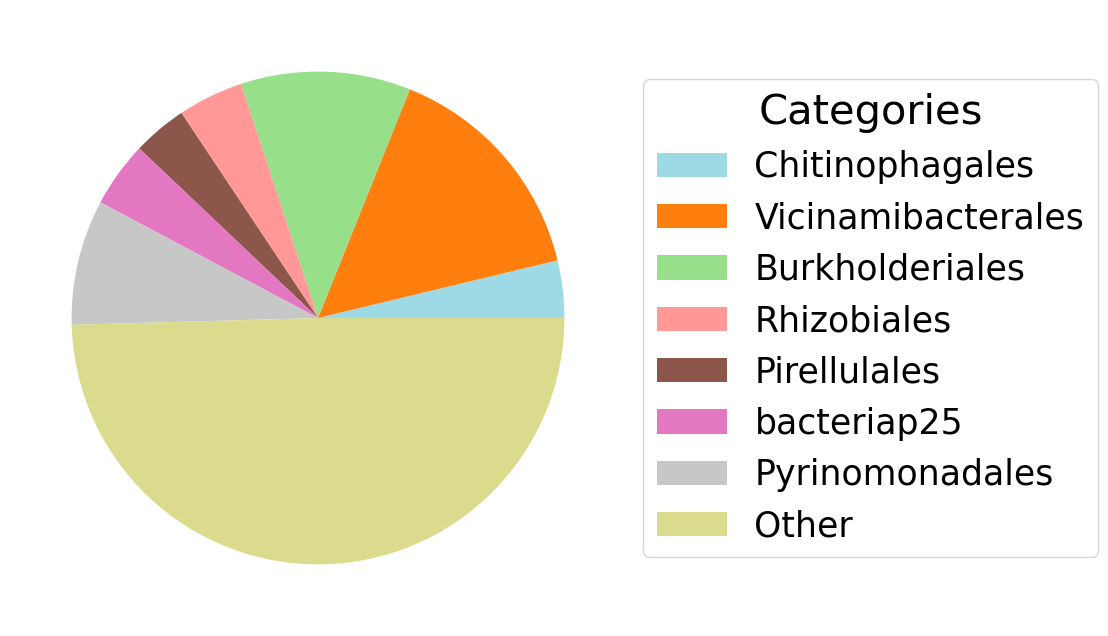 Categories
Chitinophagales
Vicinamibacterales
Burkholderiales
Rhizobiales
Pirellulales
bacteriap25
Pyrinomonadales
Other